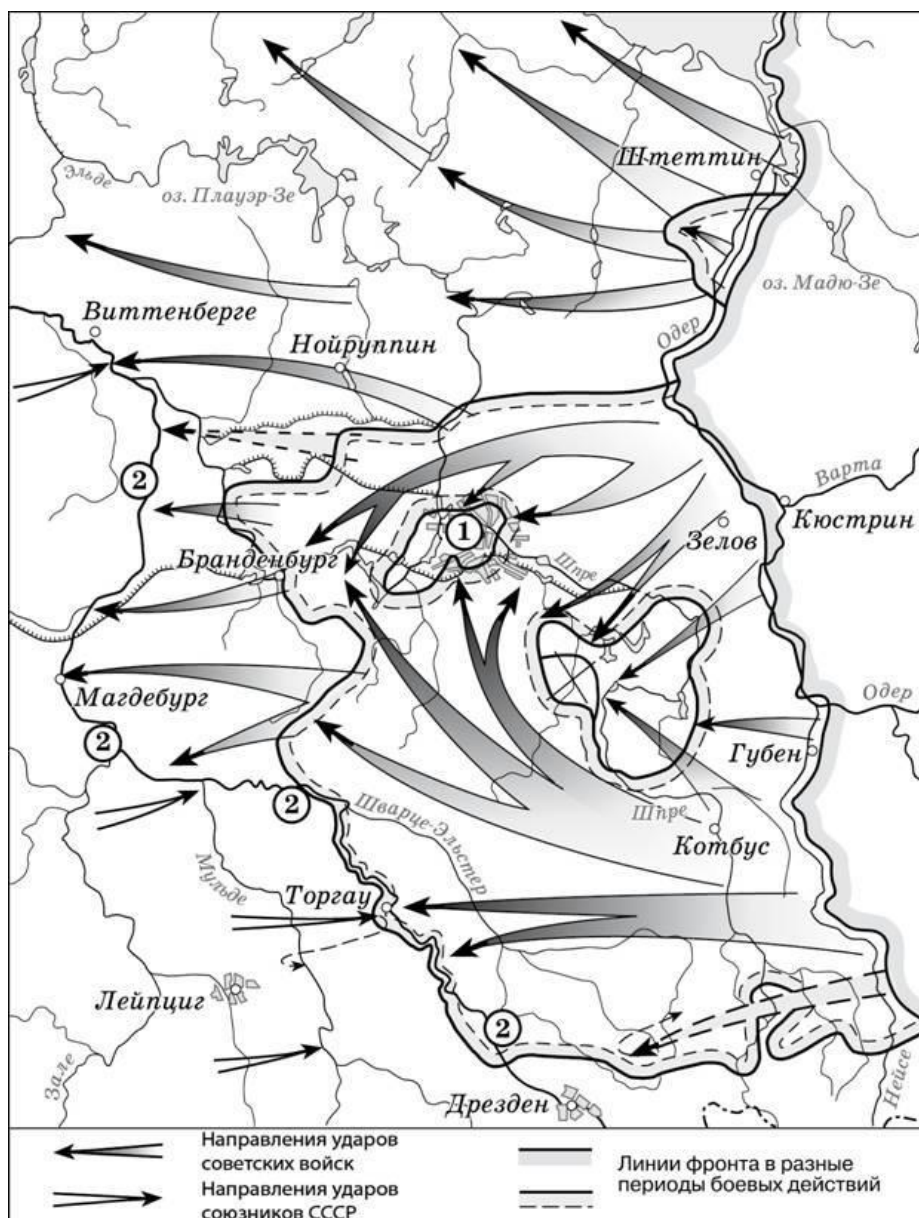 Штеттин
Эльде
оз. Плауэр-Зе
оз. Мадю-Зе
Виттенберге
Одер
Нойруппин
2
Варта
Кюстрин
1
Зелов
Бранденбург
Шпре
Магдебург
Одер
2
Губен
2
Шварце-Эльстер
Шпре
Котбус
Мульде
Торгау
Лейпциг
2
Зале
Дрезден
Нейсе
Направления ударов
советских войск
Направления ударов
союзников СССР
Линии фронта в разные
периоды боевых действий